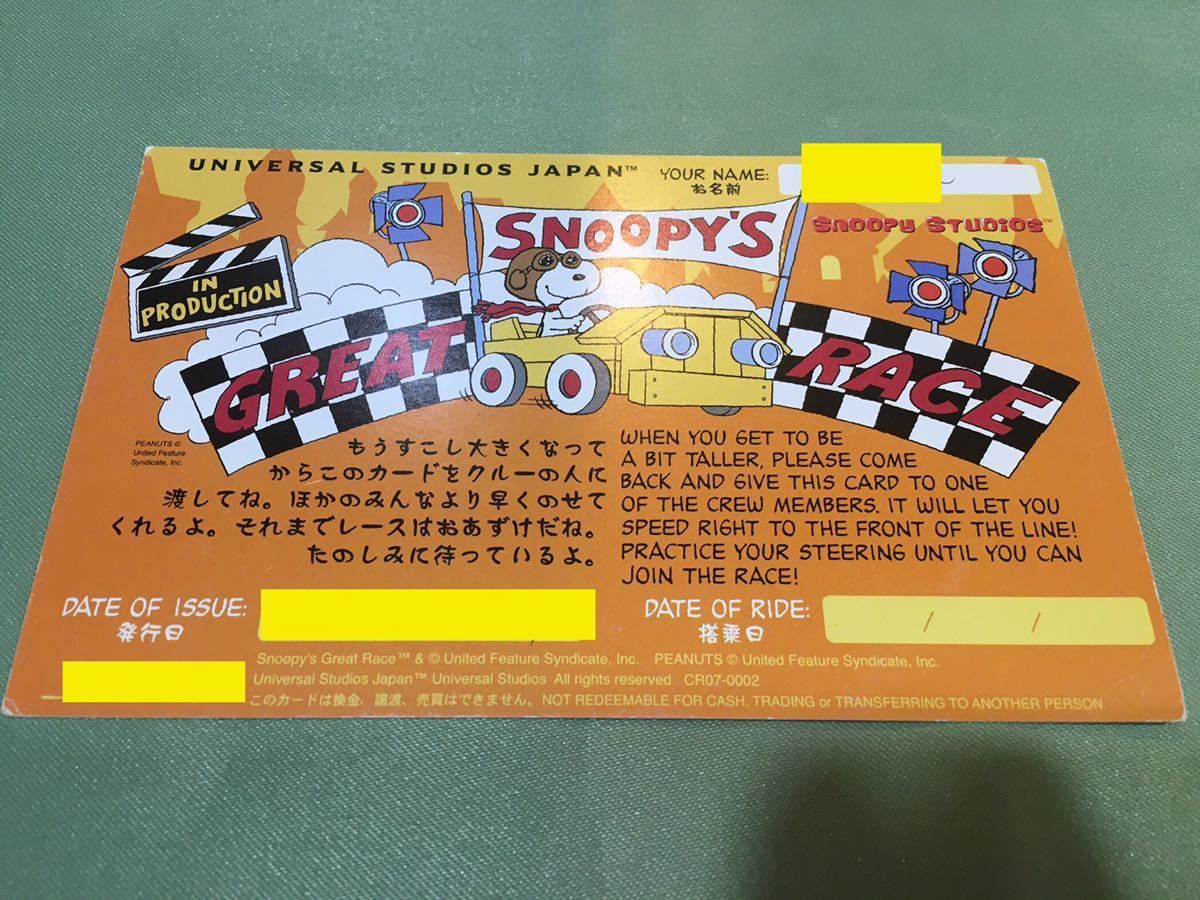 UNIVERSAL STUDIOS JAPAN™
YOUR NAME:
お名前
SNOOPY STUDIOS™
IN
PRODUCTION
SNOOPY'S
GREAT
RACE
PEANUTS ©
United Feature
Syndicate, Inc.
もうすこし大きくなって
からこのカードをクルーの人に
渡してね。ほかのみんなより早くのせて
くれるよ。それまでレースはおあずけだね。
たのしみに待っているよ。
WHEN YOU GET TO BE
A BIT TALLER, PLEASE COME
BACK AND GIVE THIS CARD TO ONE
OF THE CREW MEMBERS. IT WILL LET YOU
SPEED RIGHT TO THE FRONT OF THE LINE!
PRACTICE YOUR STEERING UNTIL YOU CAN
JOIN THE RACE!
DATE OF ISSUE:
発行日
DATE OF RIDE:
搭乗日
/ /
Snoopy's Great Race™ & © United Feature Syndicate, Inc. PEANUTS © United Feature Syndicate, Inc.
Universal Studios Japan™ Universal Studios All rights reserved CR07-0002
このカードは換金、譲渡、売買はできません。NOT REDEEMABLE FOR CASH, TRADING or TRANSFERRING TO ANOTHER PERSON.